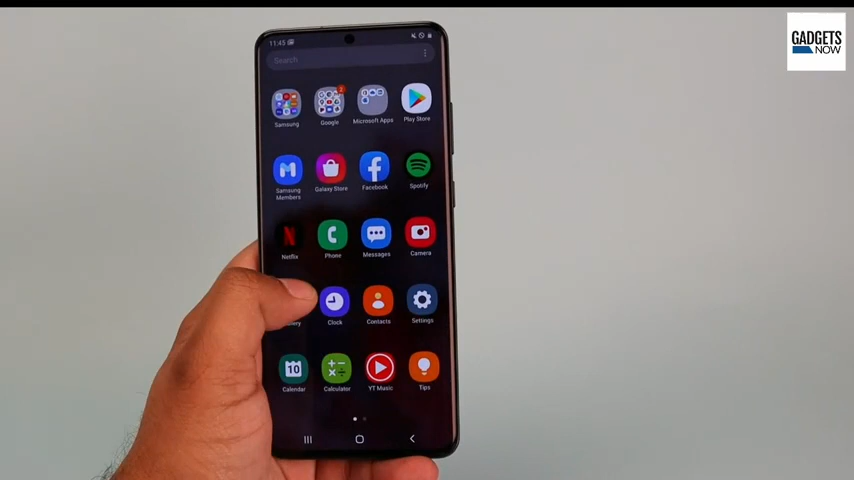 GADGETS
NOW
11:45
Search
Samsung
Google
Microsoft Apps
Play Store
2
Samsung
Members
Galaxy Store
Facebook
Spotify
Netflix
Phone
Messages
Camera
Clock
Contacts
Settings
10
Calendar
Calculator
YT Music
Tips